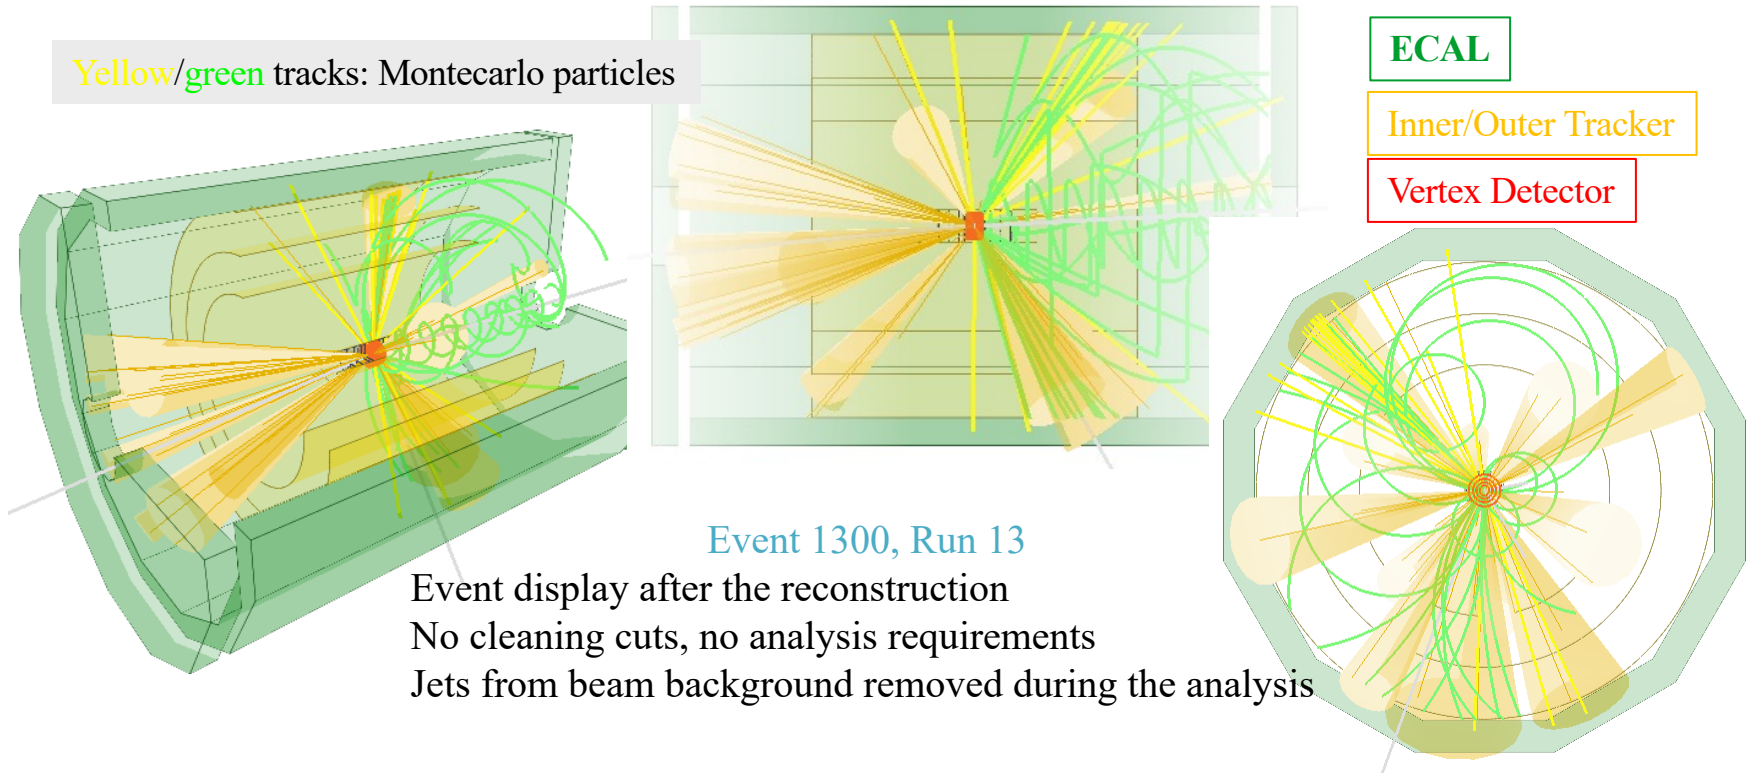 Yellow/green tracks: Montecarlo particles
ECAL
Inner/Outer Tracker
Vertex Detector
Event 1300, Run 13
Event display after the reconstruction
No cleaning cuts, no analysis requirements
Jets from beam background removed during the analysis